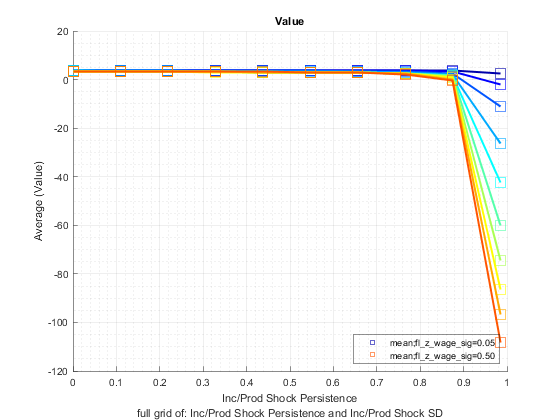 Value
20
0
-20
-40
-60
-80
-100
-120
Average (Value)
mean;fl_z_wage_sig=0.05
mean;fl_z_wage_sig=0.50
0 0.1 0.2 0.3 0.4 0.5 0.6 0.7 0.8 0.9 1
Inc/Prod Shock Persistence
full grid of: Inc/Prod Shock Persistence and Inc/Prod Shock SD